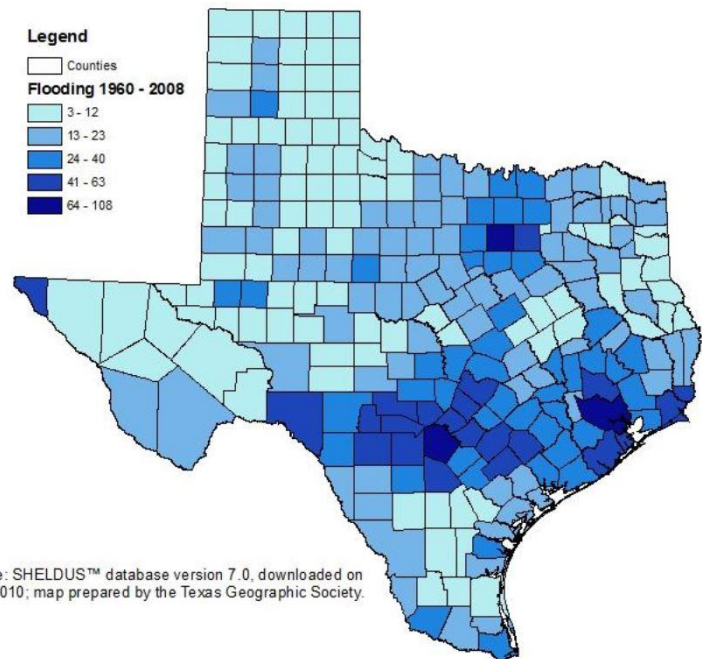 Legend
Counties
Flooding 1960 - 2008
3 - 12
13 - 23
24 - 40
41 - 63
64 - 108
: SHELDUS™ database version 7.0, downloaded on
; map prepared by the Texas Geographic Society.